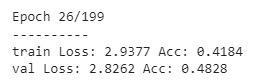 Epoch 26/199
----------
train Loss: 2.9377 Acc: 0.4184
val Loss: 2.8262 Acc: 0.4828